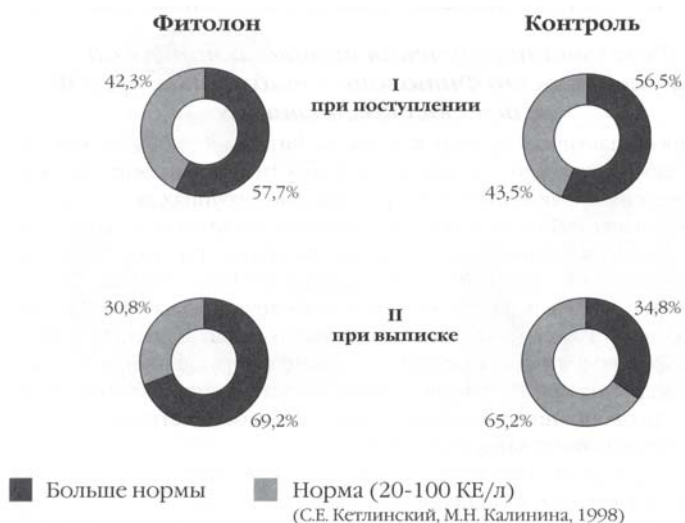 Фитолон
Контроль
42,3%
57,7%
I
при поступлении
56,5%
43,5%
30,8%
69,2%
II
при выписке
34,8%
65,2%
Больше нормы
Норма (20-100 КЕ/л)
(С.Е. Кетлинский, М.Н. Калинина, 1998)